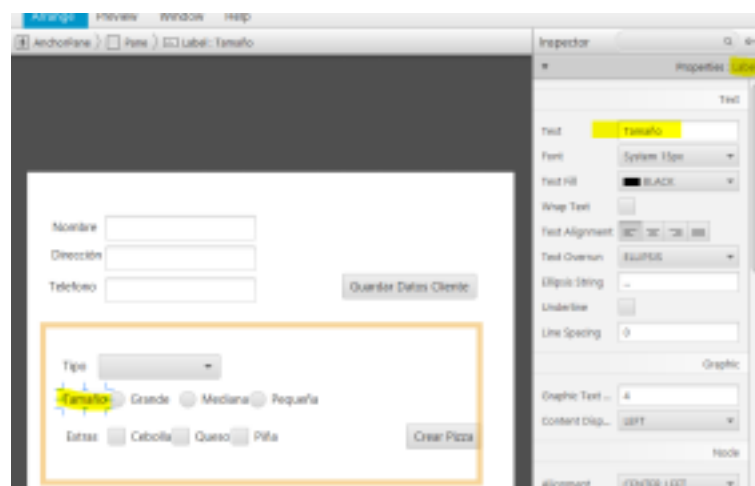 Arrange Preview Window Help
AnchorPane Pane Label : Tamaño
Inspector
Properties : Label
Text
Text Tamaño
Font System 15px
Text Fill BLACK
Wrap Text
Text Alignment
Text Overrun ELLIPSIS
Ellipsis String ...
Underline
Line Spacing 0
Graphic
Graphic Text ... 4
Content Disp... LEFT
Node
Alignment CENTER_LEFT
Nombre
Dirección
Telefono
Guardar Datos Cliente
Tipo
Tamaño Grande Mediana Pequeña
Extras Cebolla Queso Piña
Crear Pizza